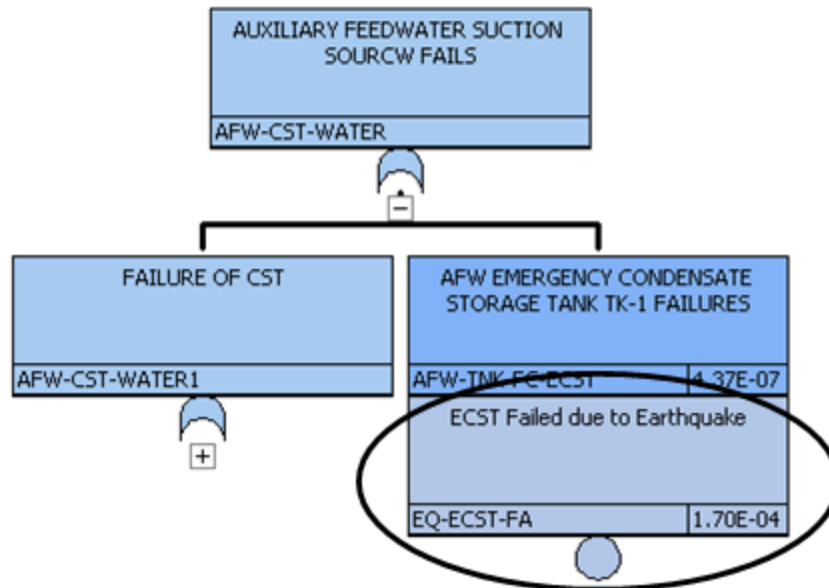 AUXILIARY FEEDWATER SUCTION
SOURCW FAILS
AFW-CST-WATER
FAILURE OF CST
AFW-CST-WATER1
AFW EMERGENCY CONDENSATE
STORAGE TANK TK-1 FAILURES
AFW-TNK-FC-ECST 4.37E-07
ECST Failed due to Earthquake
EQ-ECST-FA 1.70E-04